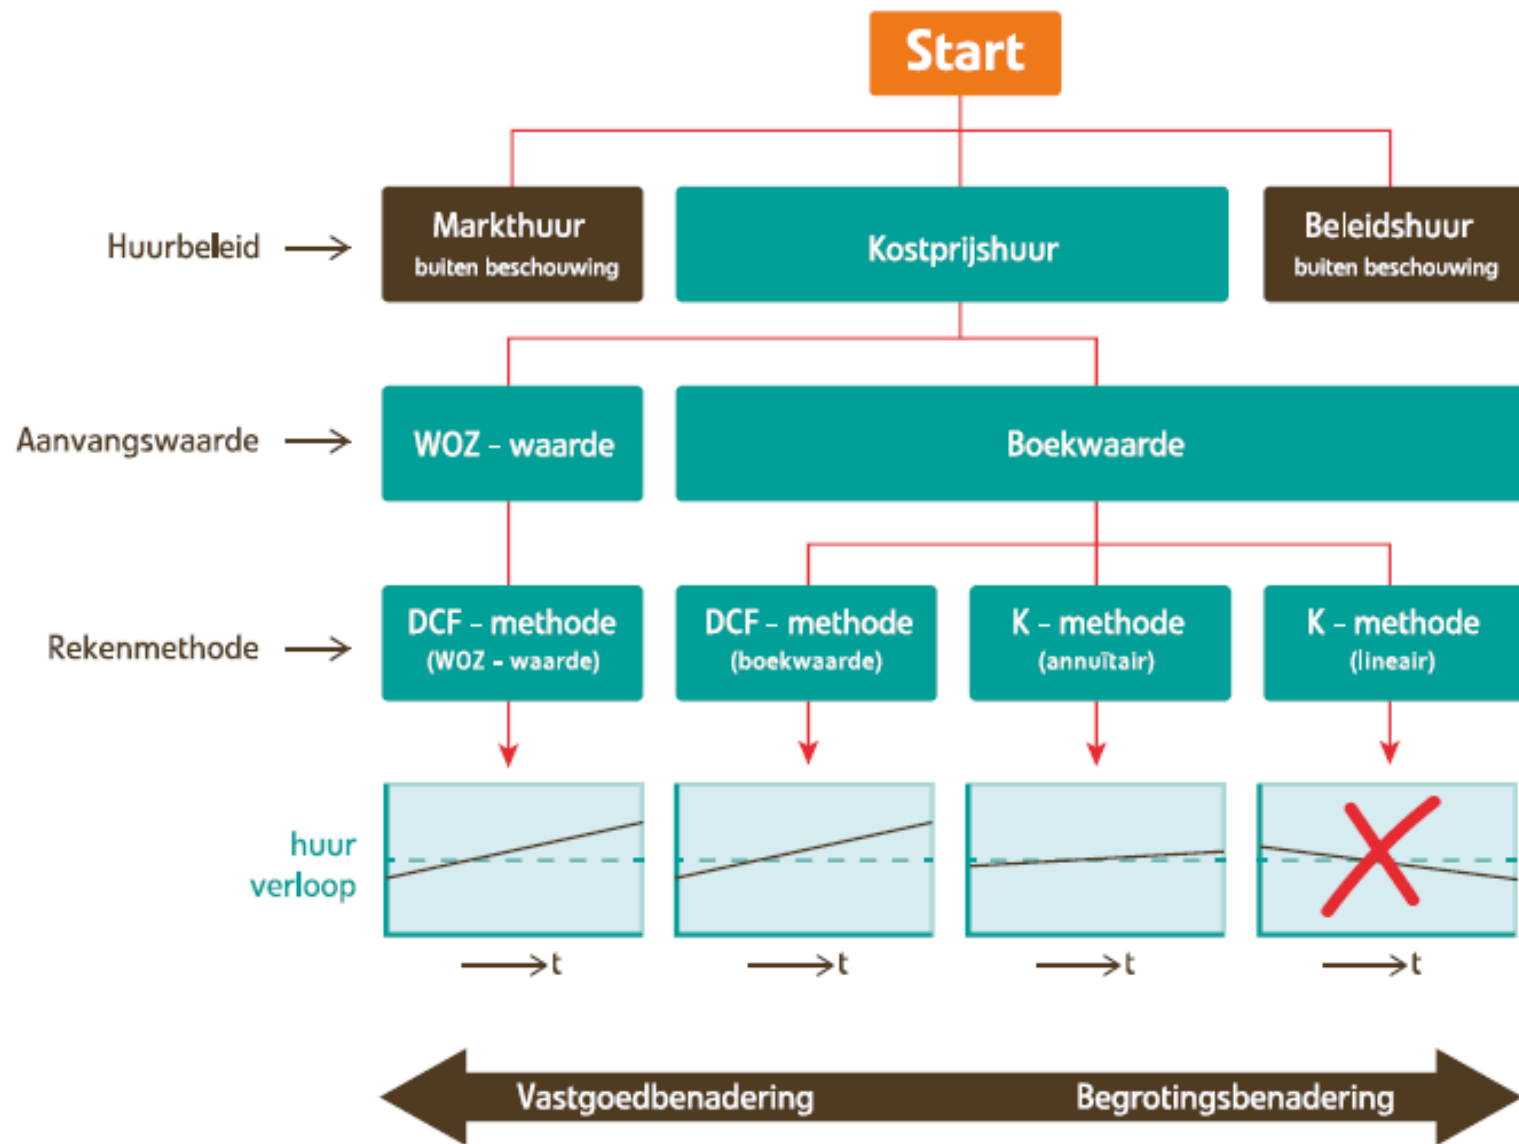 Start
Huurbeleid
Markthuur
buiten beschouwing
Kostprijshuur
Beleidshuur
buiten beschouwing
Aanvangswaarde
WOZ - waarde
Boekwaarde
Rekenmethode
DCF - methode
(WOZ - waarde)
DCF - methode
(boekwaarde)
K - methode
(annuïtair)
K - methode
(lineair)
huur
verloop
t
t
t
t
Vastgoedbenadering
Begrotingsbenadering